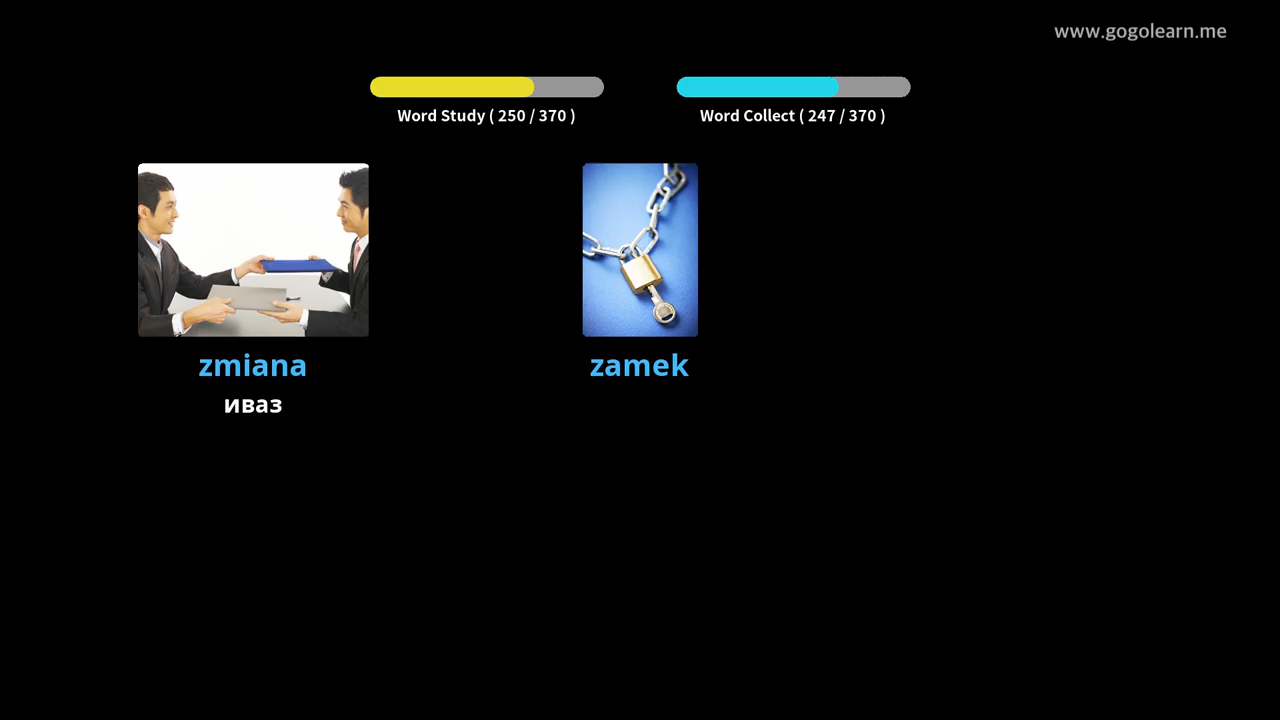 www.gogolearn.me
Word Study ( 250 / 370 )
Word Collect ( 247 / 370 )
zmiana
zamek
иваз